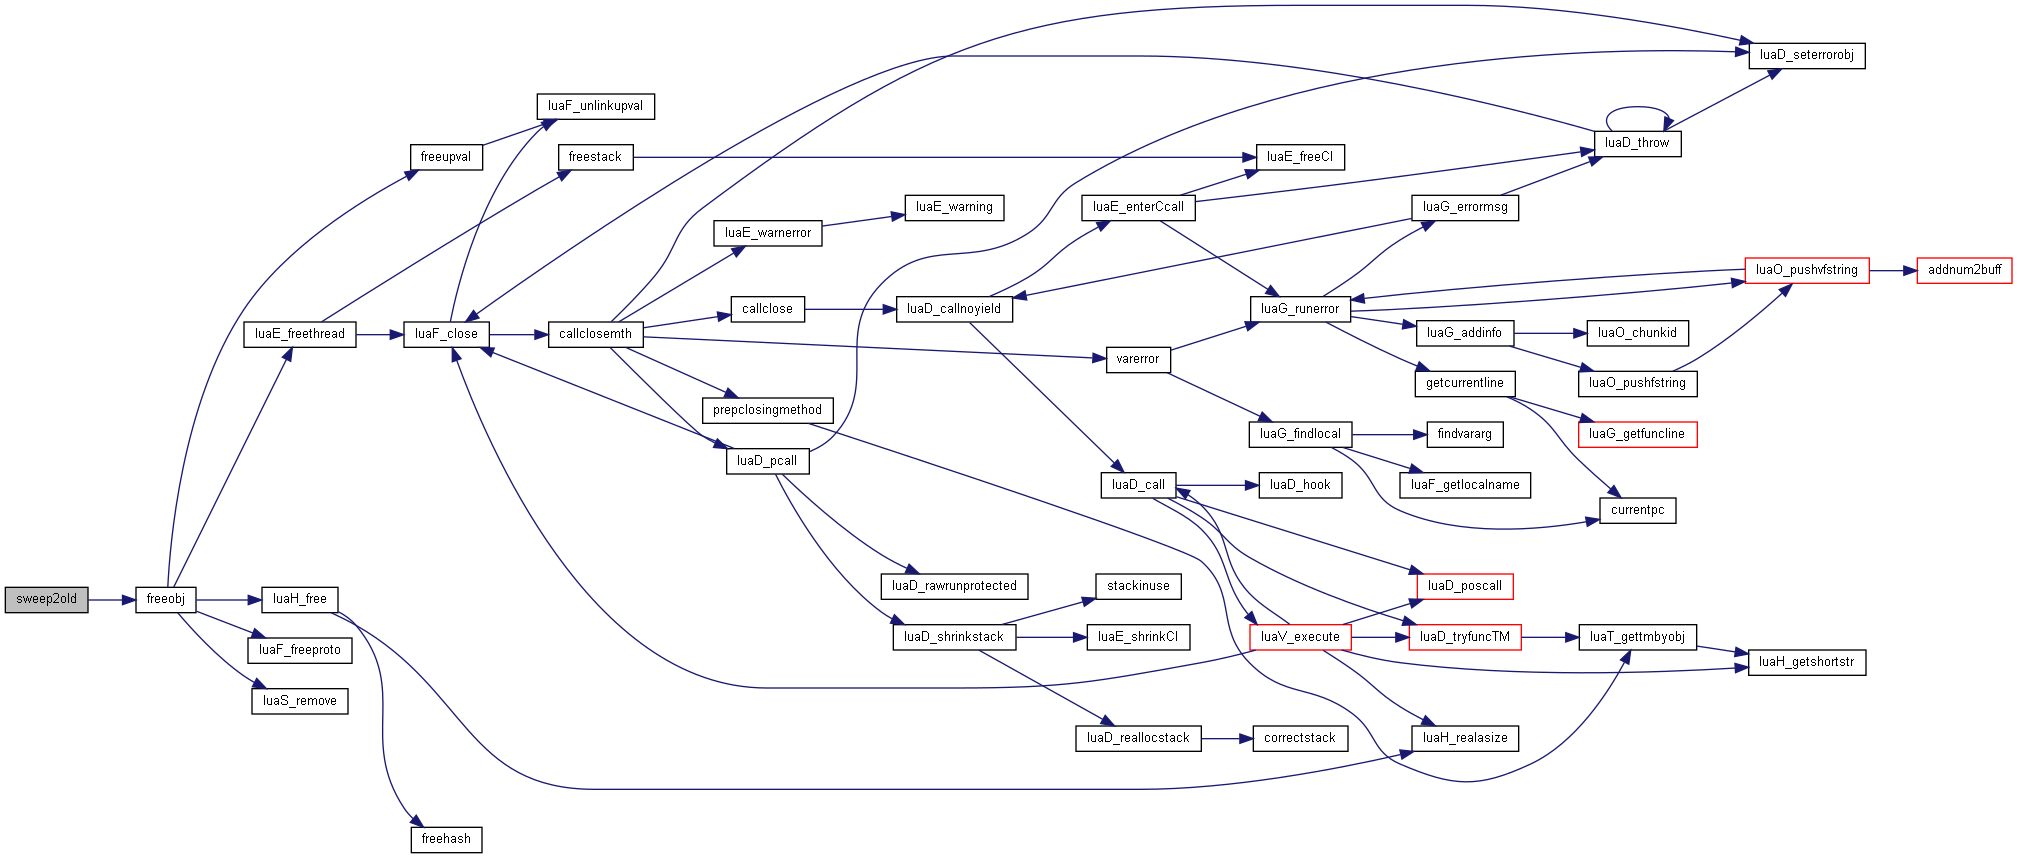 luaD_seterrorobj
luaF_unlinkupval
luaD_throw
freeupval
freestack
luaE_freeCI
luaE_warning
luaE_enterCcall
luaG_errormsg
luaE_warnerror
luaO_pushvfstring
addnum2buff
callclose
luaD_callnoyield
luaG_runerror
luaE_freethread
luaF_close
callclosemth
luaG_addinfo
luaO_chunkid
varerror
getcurrentline
luaO_pushfstring
prepclosingmethod
luaG_findlocal
findvararg
luaG_getfuncline
luaD_pcall
luaD_call
luaD_hook
luaF_getlocalname
currentpc
sweep2old
freeobj
luaH_free
luaD_rawrunprotected
stackinuse
luaD_poscall
luaF_freeproto
luaD_shrinkstack
luaE_shrinkCI
luaV_execute
luaD_tryfuncTM
luaT_gettmbyobj
luaH_getshortstr
luaS_remove
luaD_reallocstack
correctstack
luaH_realasize
freehash